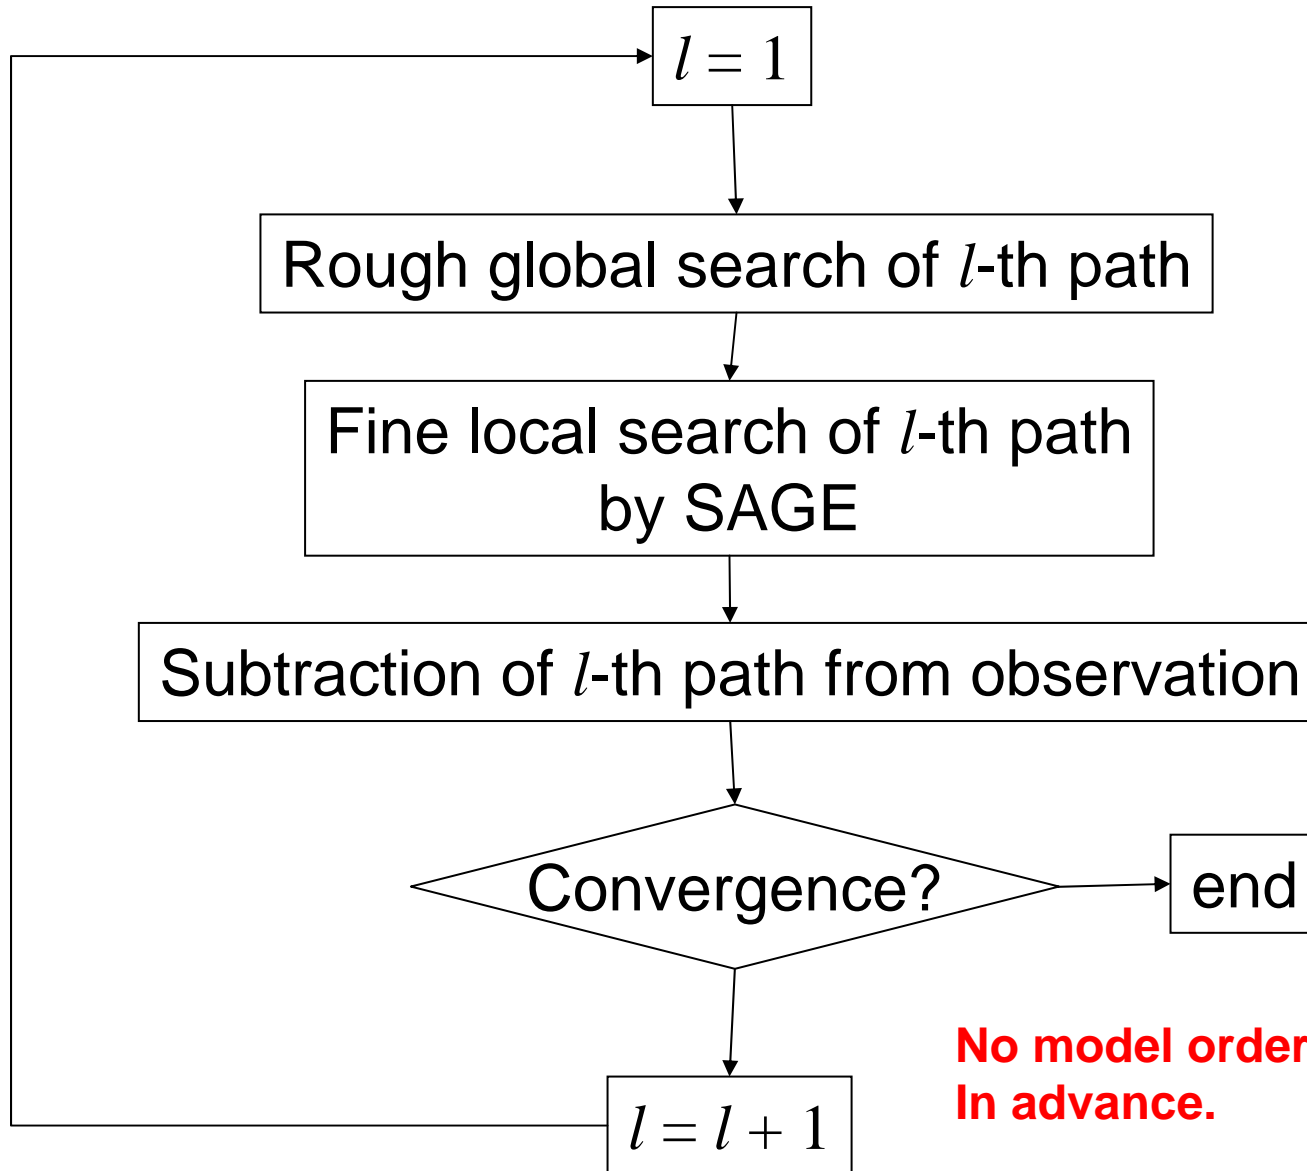 l = 1
Rough global search of l-th path
Fine local search of l-th path
by SAGE
Subtraction of l-th path from observation
Convergence?
end
No model order
In advance.
l = l + 1